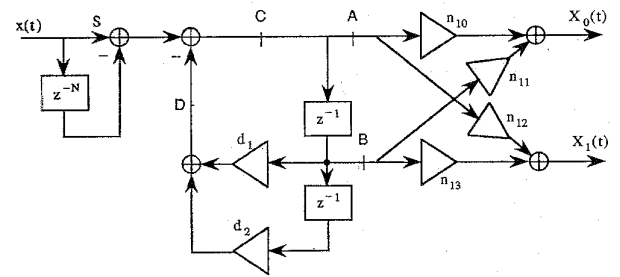 x(t) S C A n₁₀ X₀(t)
− −
z⁻ᴺ n₁₁
D z⁻¹ n₁₂
d₁ B X₁(t)
z⁻¹ n₁₃
d₂